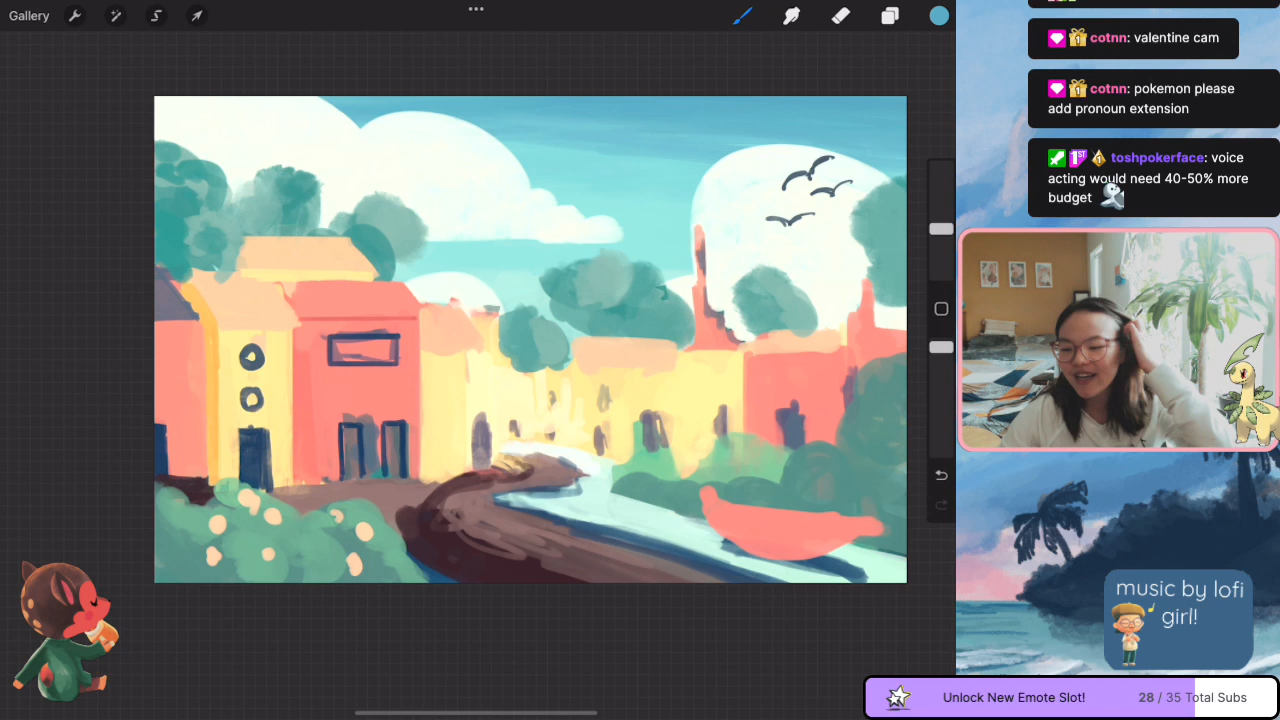 Gallery
cotnn: valentine cam
cotnn: pokemon please
add pronoun extension
1ST
toshpokerface: voice
acting would need 40-50% more
budget
music by lofi
girl!
Unlock New Emote Slot!
28 / 35 Total Subs